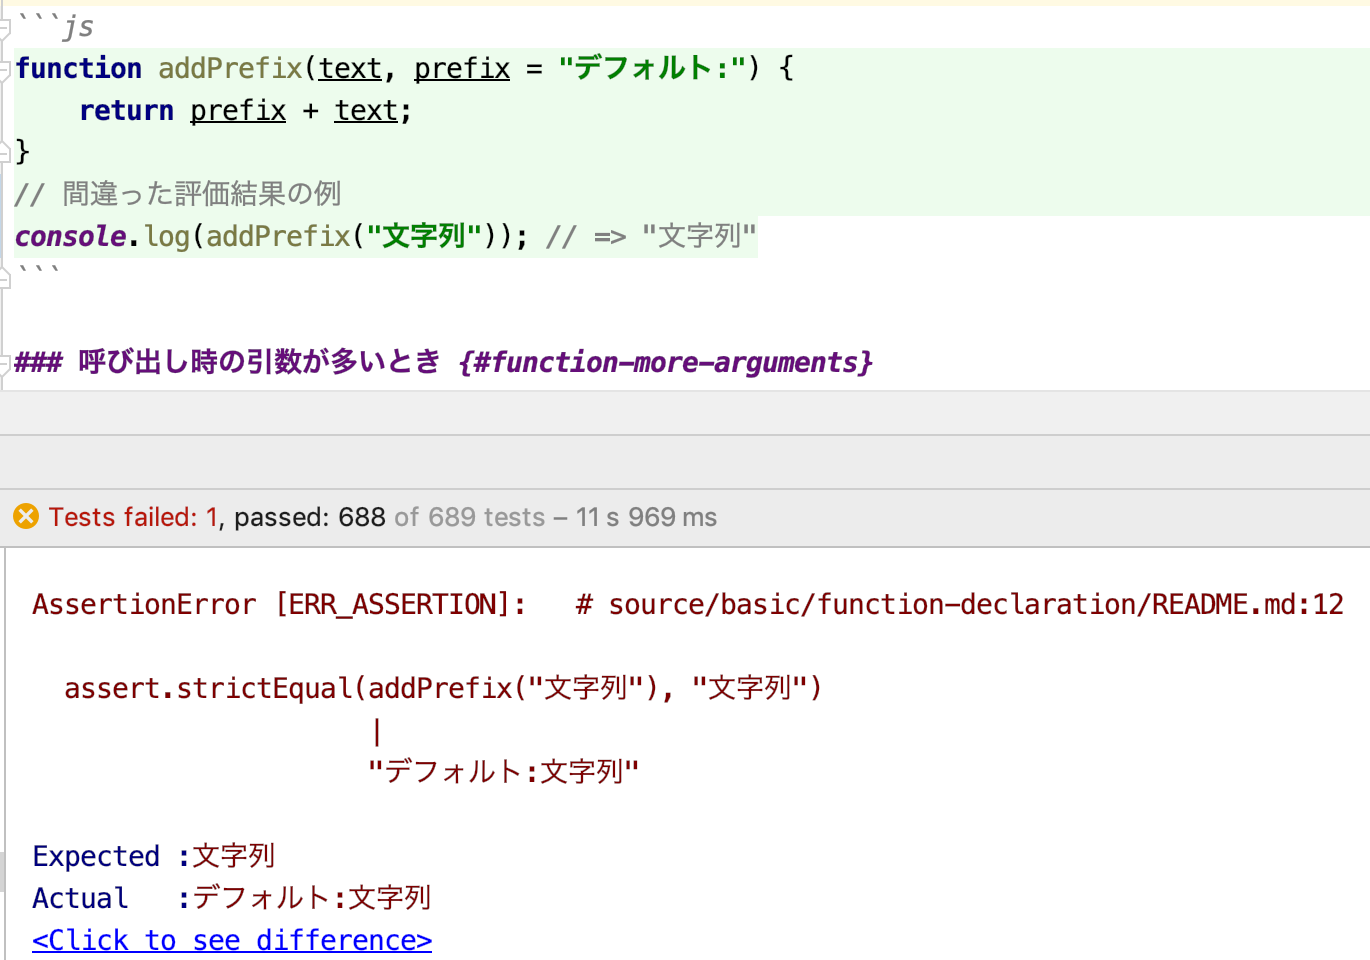 ```js
function addPrefix(text, prefix = "デフォルト:") {
    return prefix + text;
}
// 間違った評価結果の例
console.log(addPrefix("文字列")); // => "文字列"
```
### 呼び出し時の引数が多いとき {#function-more-arguments}
Tests failed: 1, passed: 688 of 689 tests – 11 s 969 ms
AssertionError [ERR_ASSERTION]:   # source/basic/function-declaration/README.md:12
  assert.strictEqual(addPrefix("文字列"), "文字列")
                     |
                     "デフォルト:文字列"
Expected :文字列
Actual   :デフォルト:文字列
<Click to see difference>